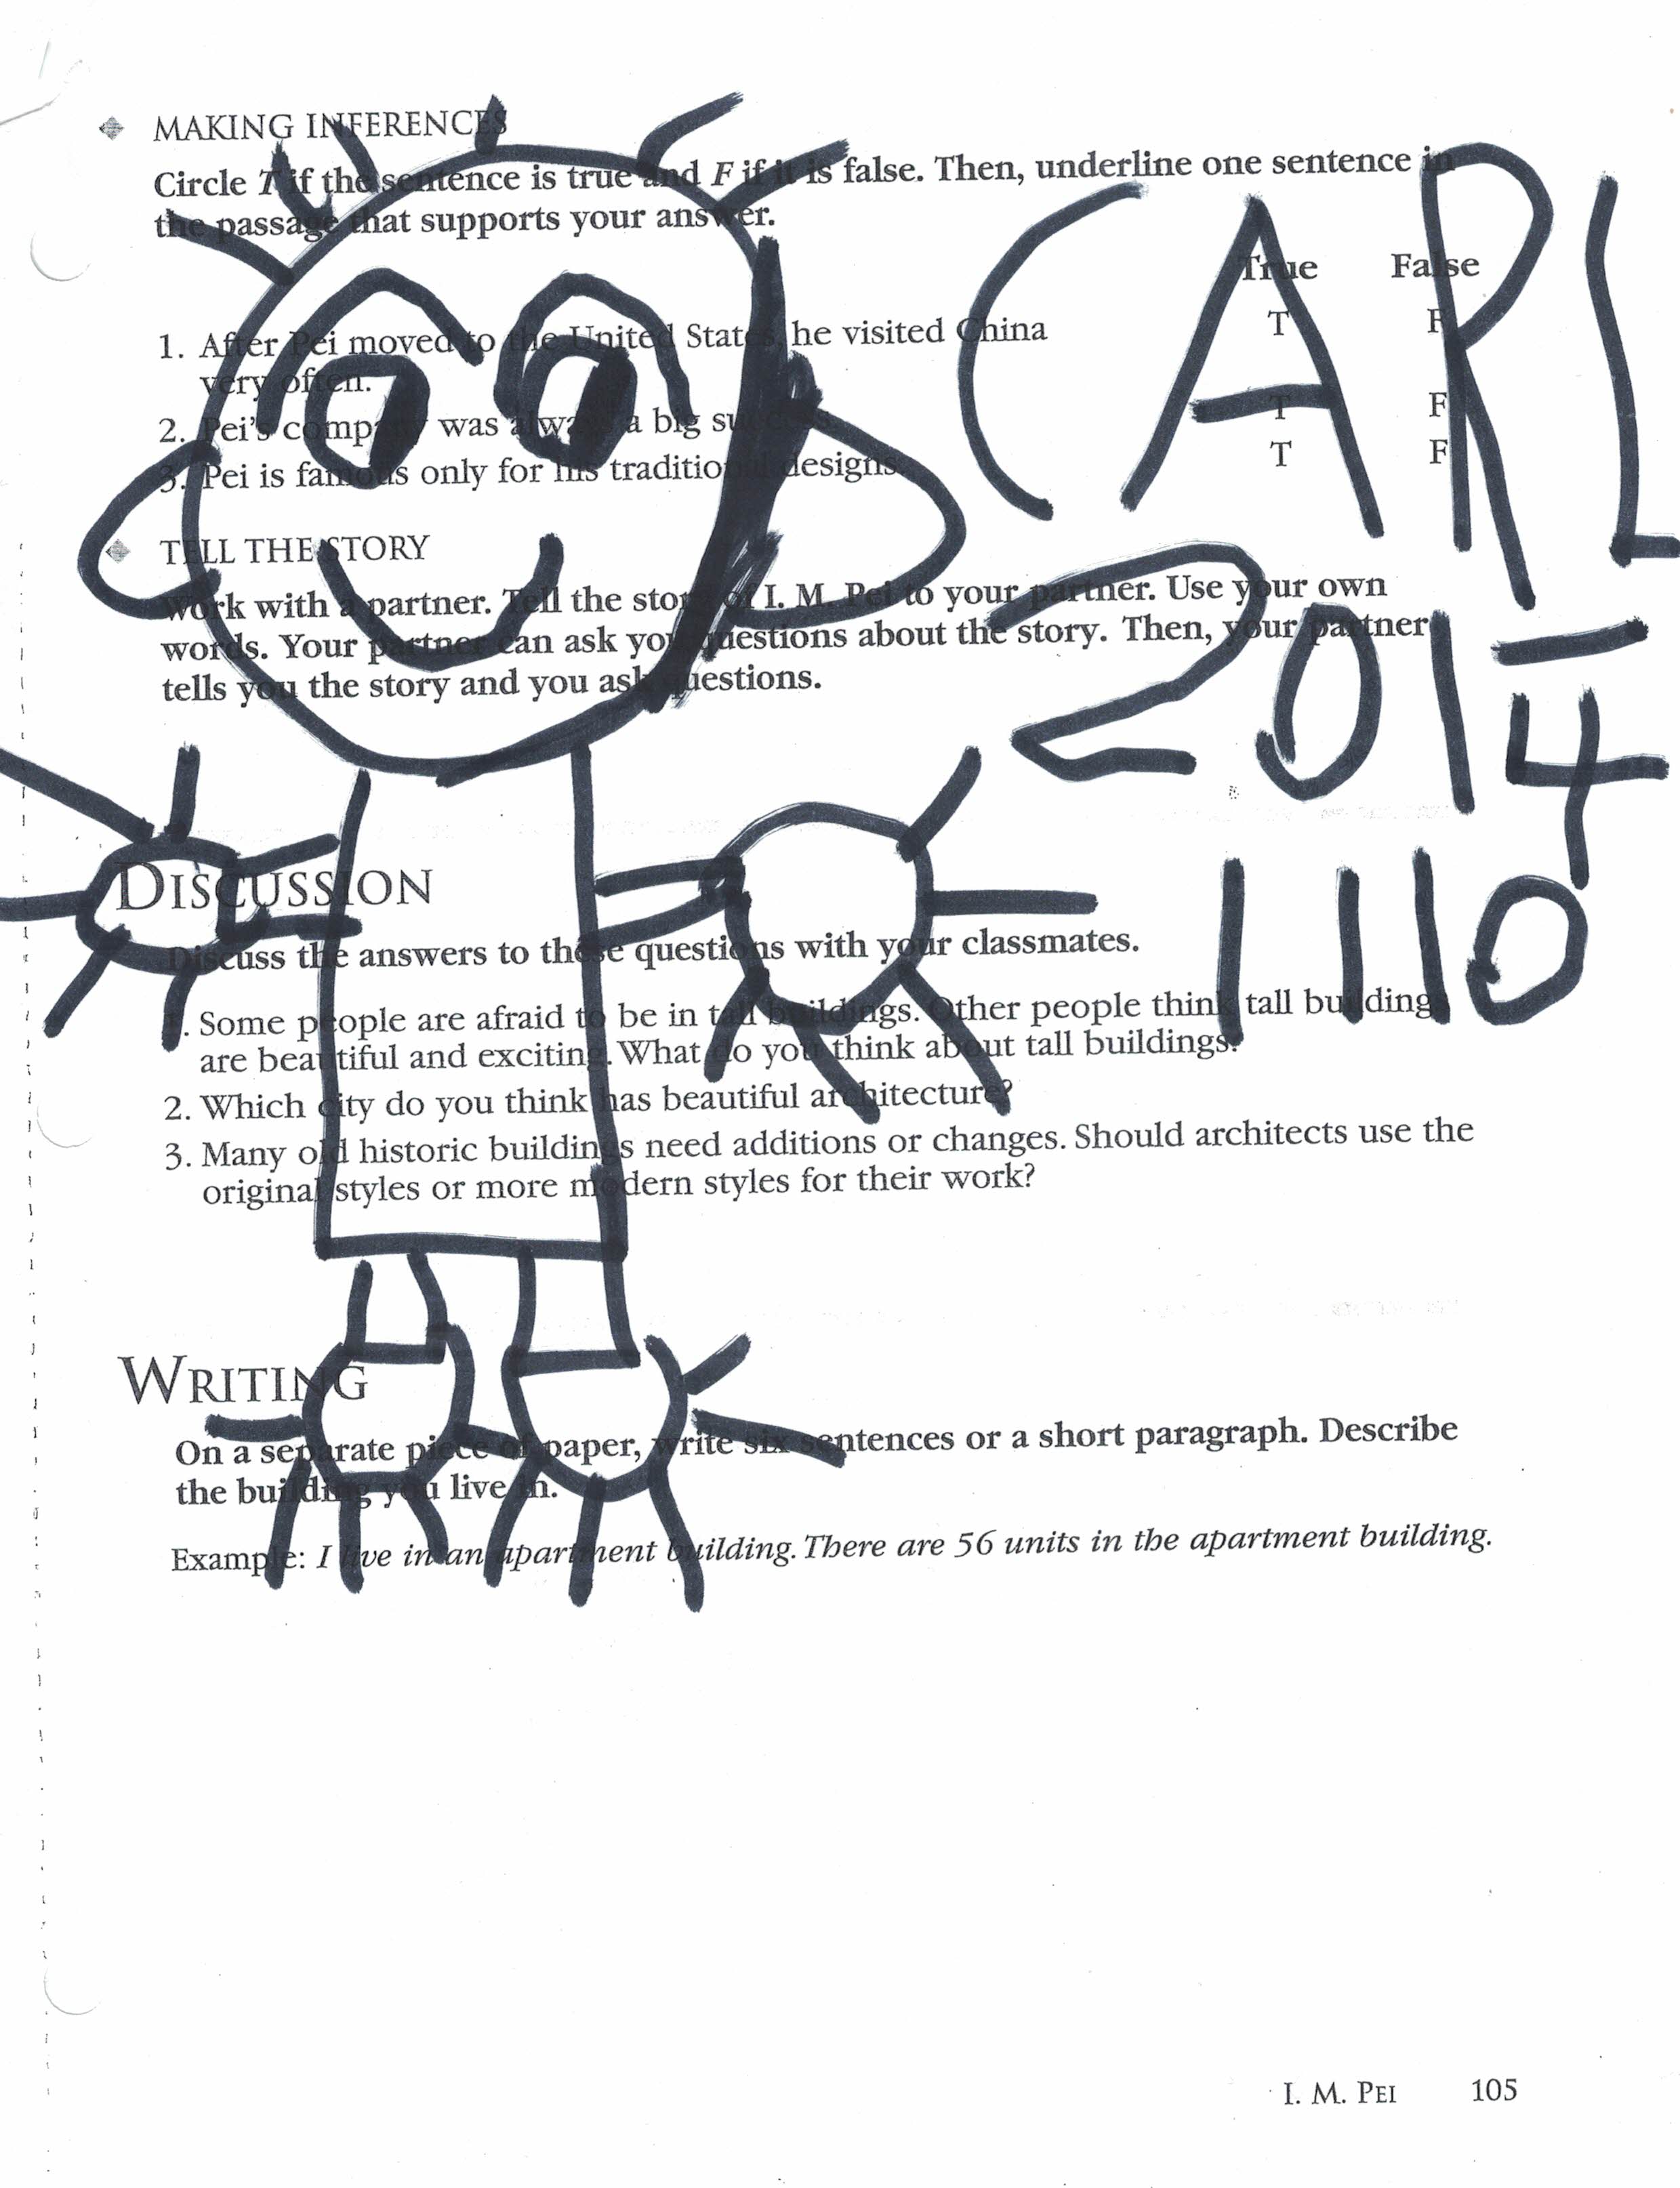 MAKING INFERENCES
Circle T if the sentence is true and F if it is false. Then, underline one sentence in
the passage that supports your answer.
True False
1. After Pei moved to the United States, he visited China T F
very often.
2. Pei's company was always a big success. T F
3. Pei is famous only for his traditional designs. T F
CARL
TELL THE STORY
Work with a partner. Tell the story of I. M. Pei to your partner. Use your own
words. Your partner can ask you questions about the story. Then, your partner
tells you the story and you ask questions.
201-4
1110
DISCUSSION
Discuss the answers to these questions with your classmates.
1. Some people are afraid to be in tall buildings. Other people think tall buildings
are beautiful and exciting. What do you think about tall buildings?
2. Which city do you think has beautiful architecture?
3. Many old historic buildings need additions or changes. Should architects use the
original styles or more modern styles for their work?
WRITING
On a separate piece of paper, write six sentences or a short paragraph. Describe
the building you live in.
Example: I live in an apartment building. There are 56 units in the apartment building.
I. M. PEI 105